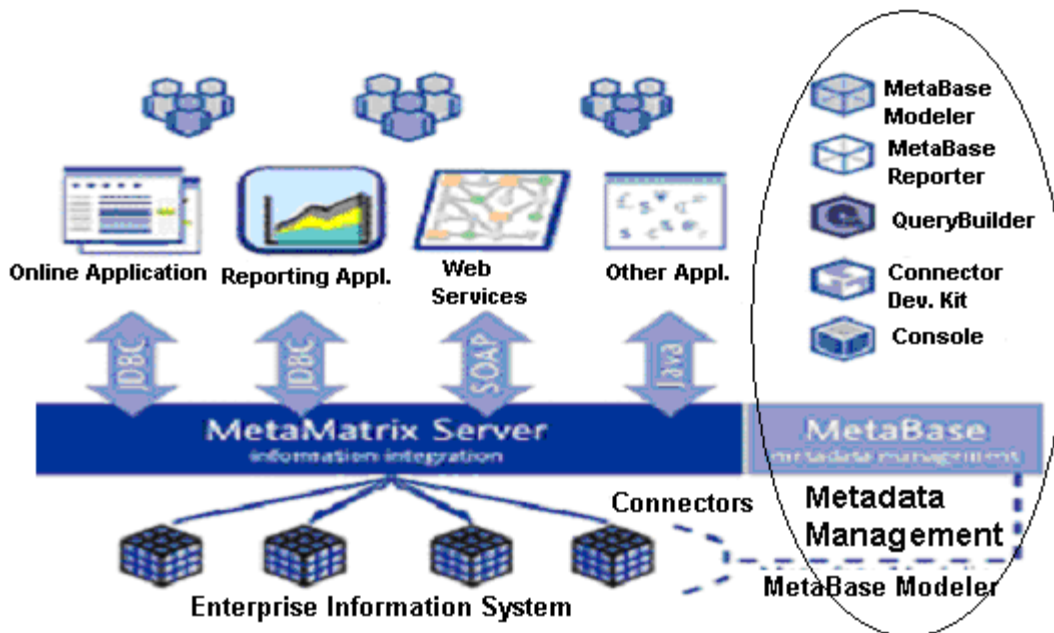 MetaBase
Modeler
MetaBase
Reporter
QueryBuilder
Connector
Dev. Kit
Console
Online Application
Reporting Appl.
Web
Services
Other Appl.
JDBC
JDBC
SOAP
Java
MetaMatrix Server
information integration
MetaBase
Connectors
Metadata
Management
MetaBase Modeler
Enterprise Information System